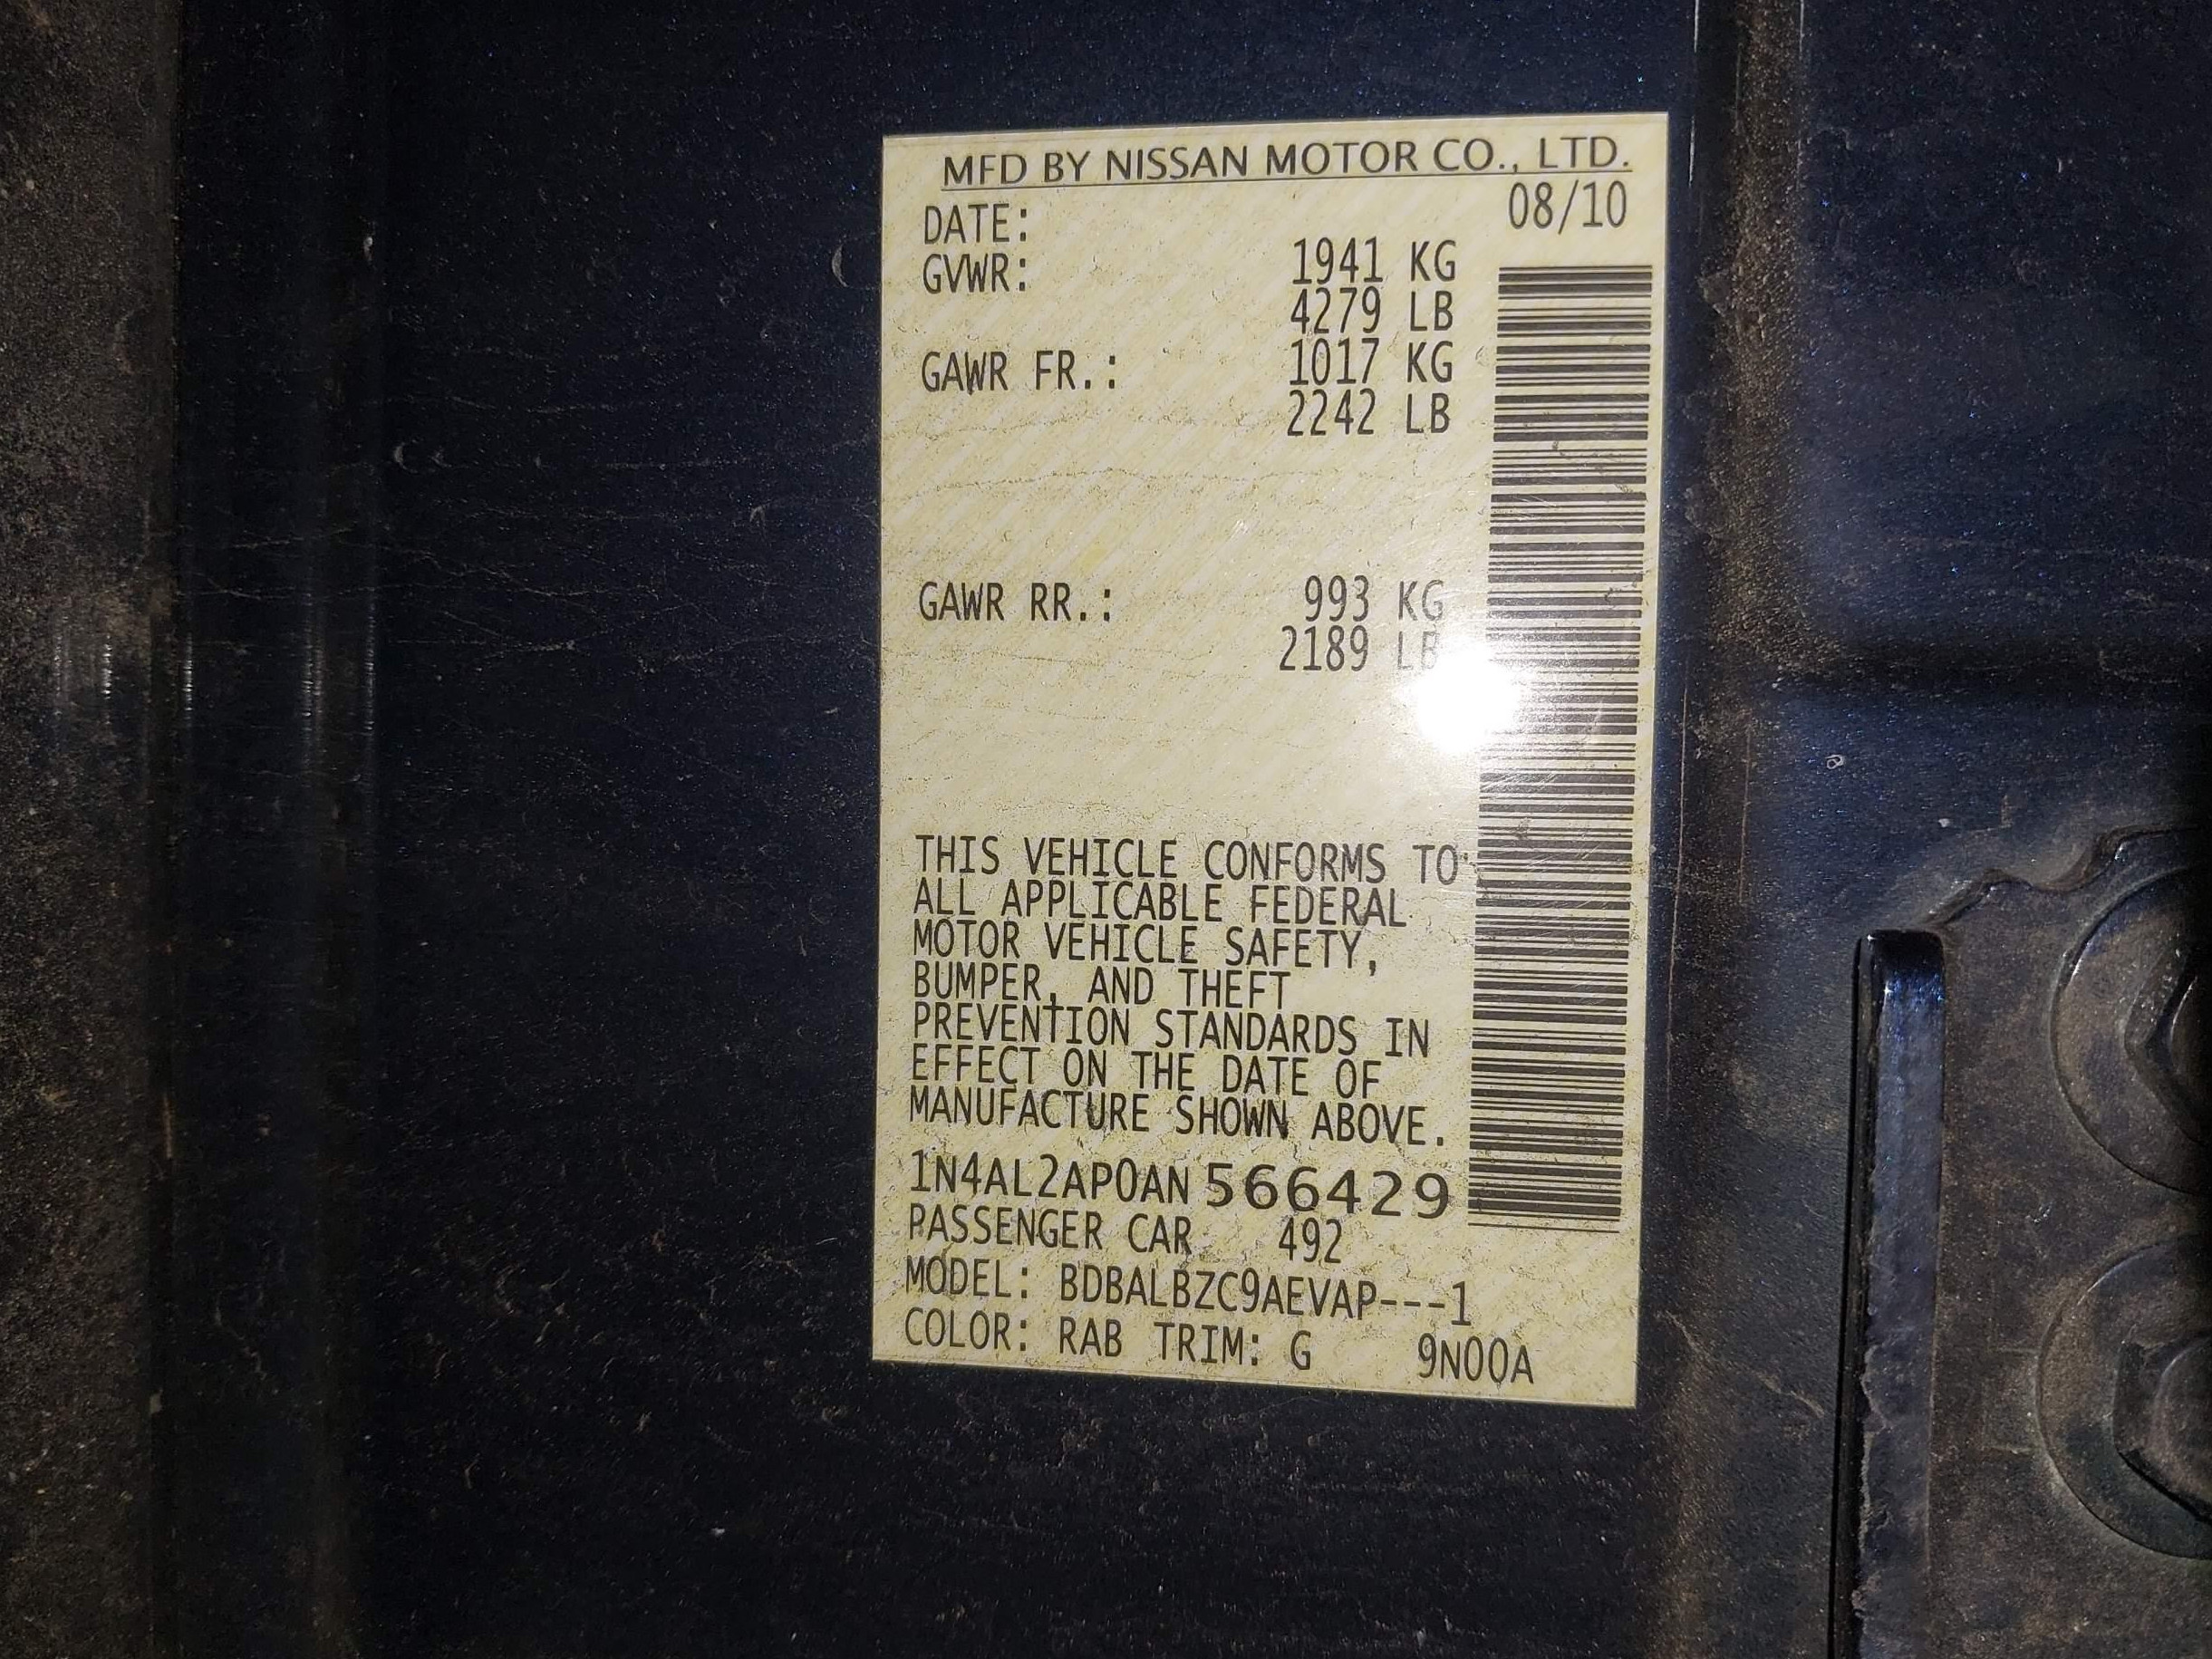 MFD BY NISSAN MOTOR CO., LTD.
DATE: 08/10
GVWR: 1941 KG
4279 LB
GAWR FR.: 1017 KG
2242 LB
GAWR RR.: 993 KG
2189 LB
THIS VEHICLE CONFORMS TO
ALL APPLICABLE FEDERAL
MOTOR VEHICLE SAFETY,
BUMPER, AND THEFT
PREVENTION STANDARDS IN
EFFECT ON THE DATE OF
MANUFACTURE SHOWN ABOVE.
1N4AL2AP0AN566429
PASSENGER CAR 492
MODEL: BDBALBZC9AEVAP---1
COLOR: RAB TRIM: G 9N00A